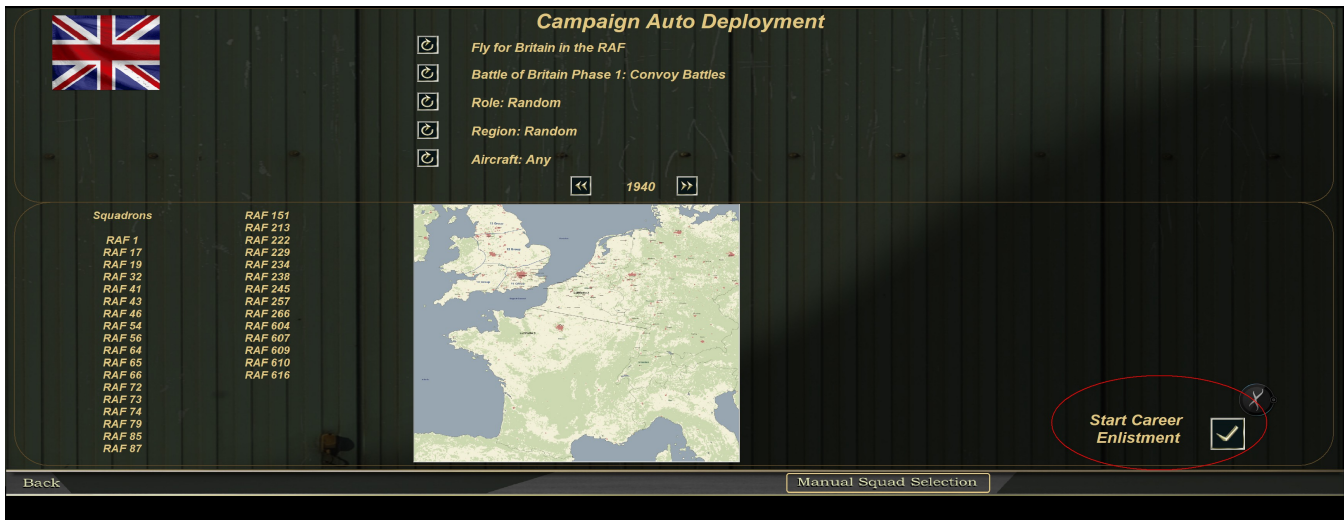 Campaign Auto Deployment
Fly for Britain in the RAF
Battle of Britain Phase 1: Convoy Battles
Role: Random
Region: Random
Aircraft: Any
1940
Squadrons
RAF 1
RAF 17
RAF 19
RAF 32
RAF 41
RAF 43
RAF 46
RAF 54
RAF 56
RAF 64
RAF 65
RAF 66
RAF 72
RAF 73
RAF 74
RAF 79
RAF 85
RAF 87
RAF 151
RAF 213
RAF 222
RAF 229
RAF 234
RAF 238
RAF 245
RAF 257
RAF 266
RAF 604
RAF 607
RAF 609
RAF 610
RAF 616
Start Career
Enlistment
Back
Manual Squad Selection